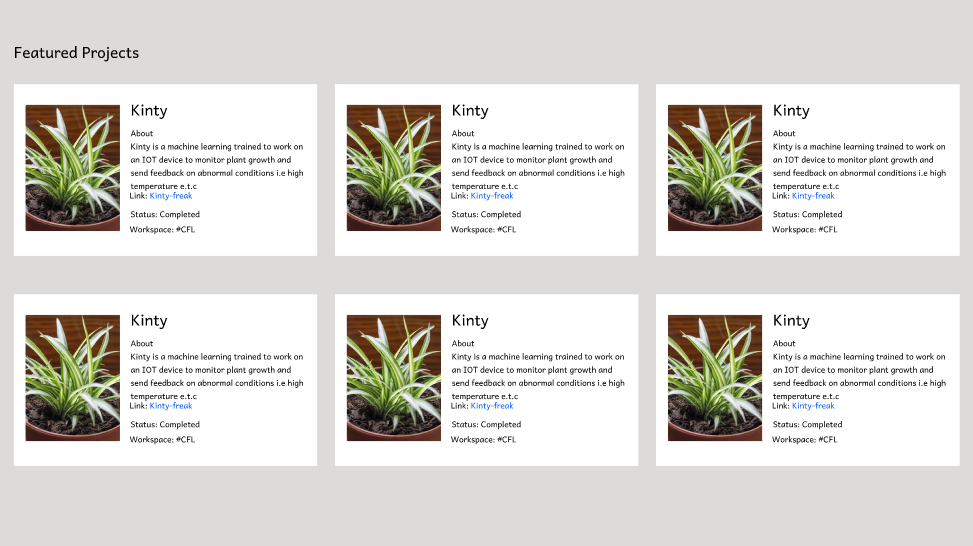 Featured Projects
Kinty
About
Kinty is a machine learning trained to work on
an IOT device to monitor plant growth and
send feedback on abnormal conditions i.e high
temperature e.t.c
Link: Kinty-freak
Status: Completed
Workspace: #CFL
Kinty
About
Kinty is a machine learning trained to work on
an IOT device to monitor plant growth and
send feedback on abnormal conditions i.e high
temperature e.t.c
Link: Kinty-freak
Status: Completed
Workspace: #CFL
Kinty
About
Kinty is a machine learning trained to work on
an IOT device to monitor plant growth and
send feedback on abnormal conditions i.e high
temperature e.t.c
Link: Kinty-freak
Status: Completed
Workspace: #CFL
Kinty
About
Kinty is a machine learning trained to work on
an IOT device to monitor plant growth and
send feedback on abnormal conditions i.e high
temperature e.t.c
Link: Kinty-freak
Status: Completed
Workspace: #CFL
Kinty
About
Kinty is a machine learning trained to work on
an IOT device to monitor plant growth and
send feedback on abnormal conditions i.e high
temperature e.t.c
Link: Kinty-freak
Status: Completed
Workspace: #CFL
Kinty
About
Kinty is a machine learning trained to work on
an IOT device to monitor plant growth and
send feedback on abnormal conditions i.e high
temperature e.t.c
Link: Kinty-freak
Status: Completed
Workspace: #CFL